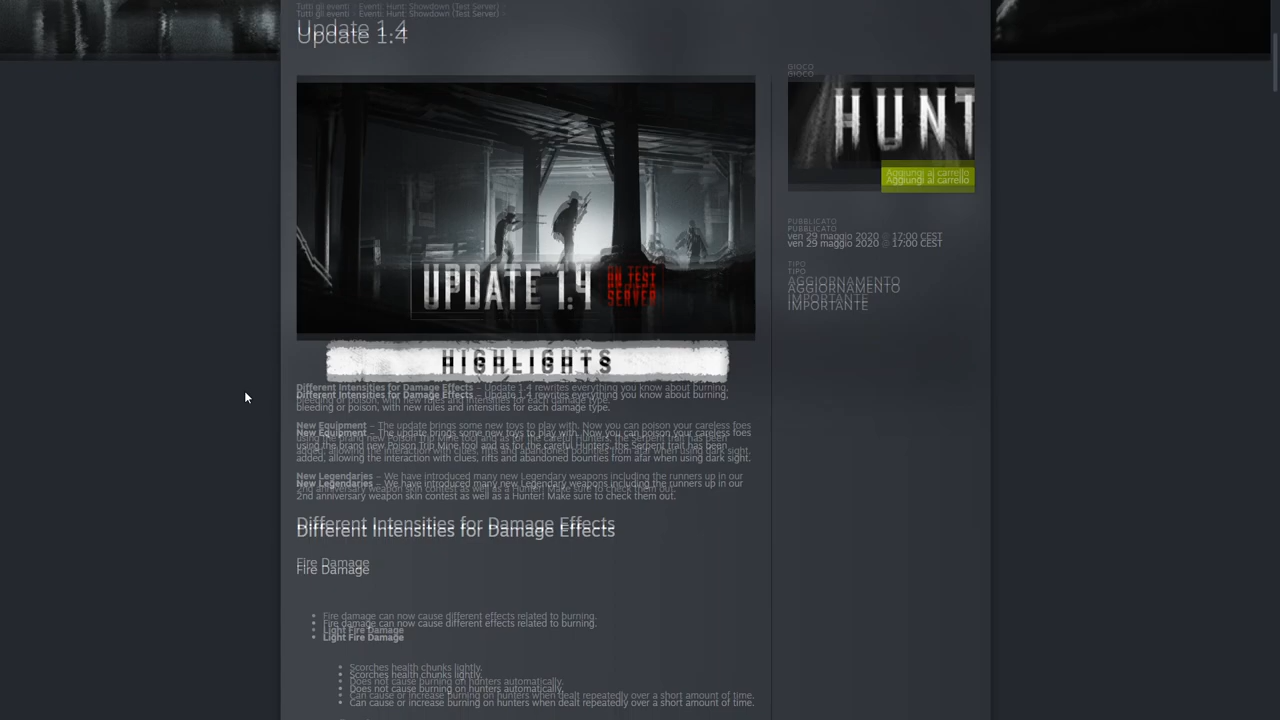 Tutti gli eventi > Eventi: Hunt: Showdown (Test Server) >
Update 1.4
GIOCO
HUNT
Aggiungi al carrello
UPDATE 1.4
ON TEST
SERVER
PUBBLICATO
ven 29 maggio 2020 @ 17:00 CEST
TIPO
AGGIORNAMENTO
IMPORTANTE
HIGHLIGHTS
Different Intensities for Damage Effects – Update 1.4 rewrites everything you know about burning,
bleeding or poison, with new rules and intensities for each damage type.
New Equipment – The update brings some new toys to play with. Now you can poison your careless foes
using the brand new Poison Trip Mine tool and as for the careful Hunters, the Serpent Trail has been
added, allowing the interaction with clues, rifts and abandoned bounties from afar when using dark sight.
New Legendaries – We have introduced many new Legendary weapons including the runners up in our
2nd anniversary weapon skin contest as well as a Hunter! Make sure to check them out.
Different Intensities for Damage Effects
Fire Damage
Fire damage can now cause different effects related to burning.
Light Fire Damage
Scorches health chunks lightly.
Does not cause burning on hunters automatically.
Can cause or increase burning on hunters when dealt repeatedly over a short amount of time.